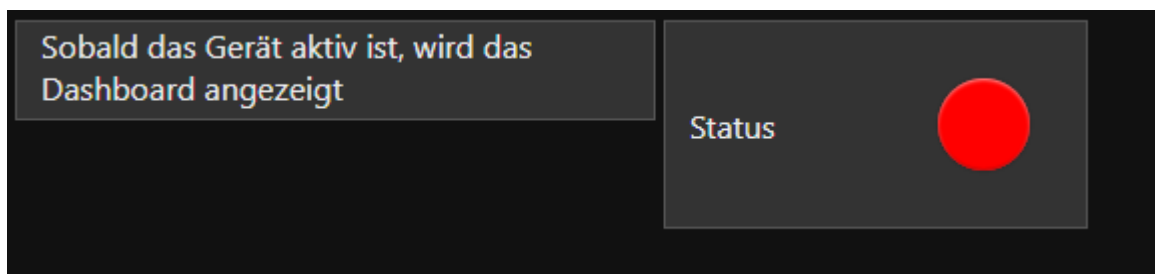 Sobald das Gerät aktiv ist, wird das
Dashboard angezeigt
Status